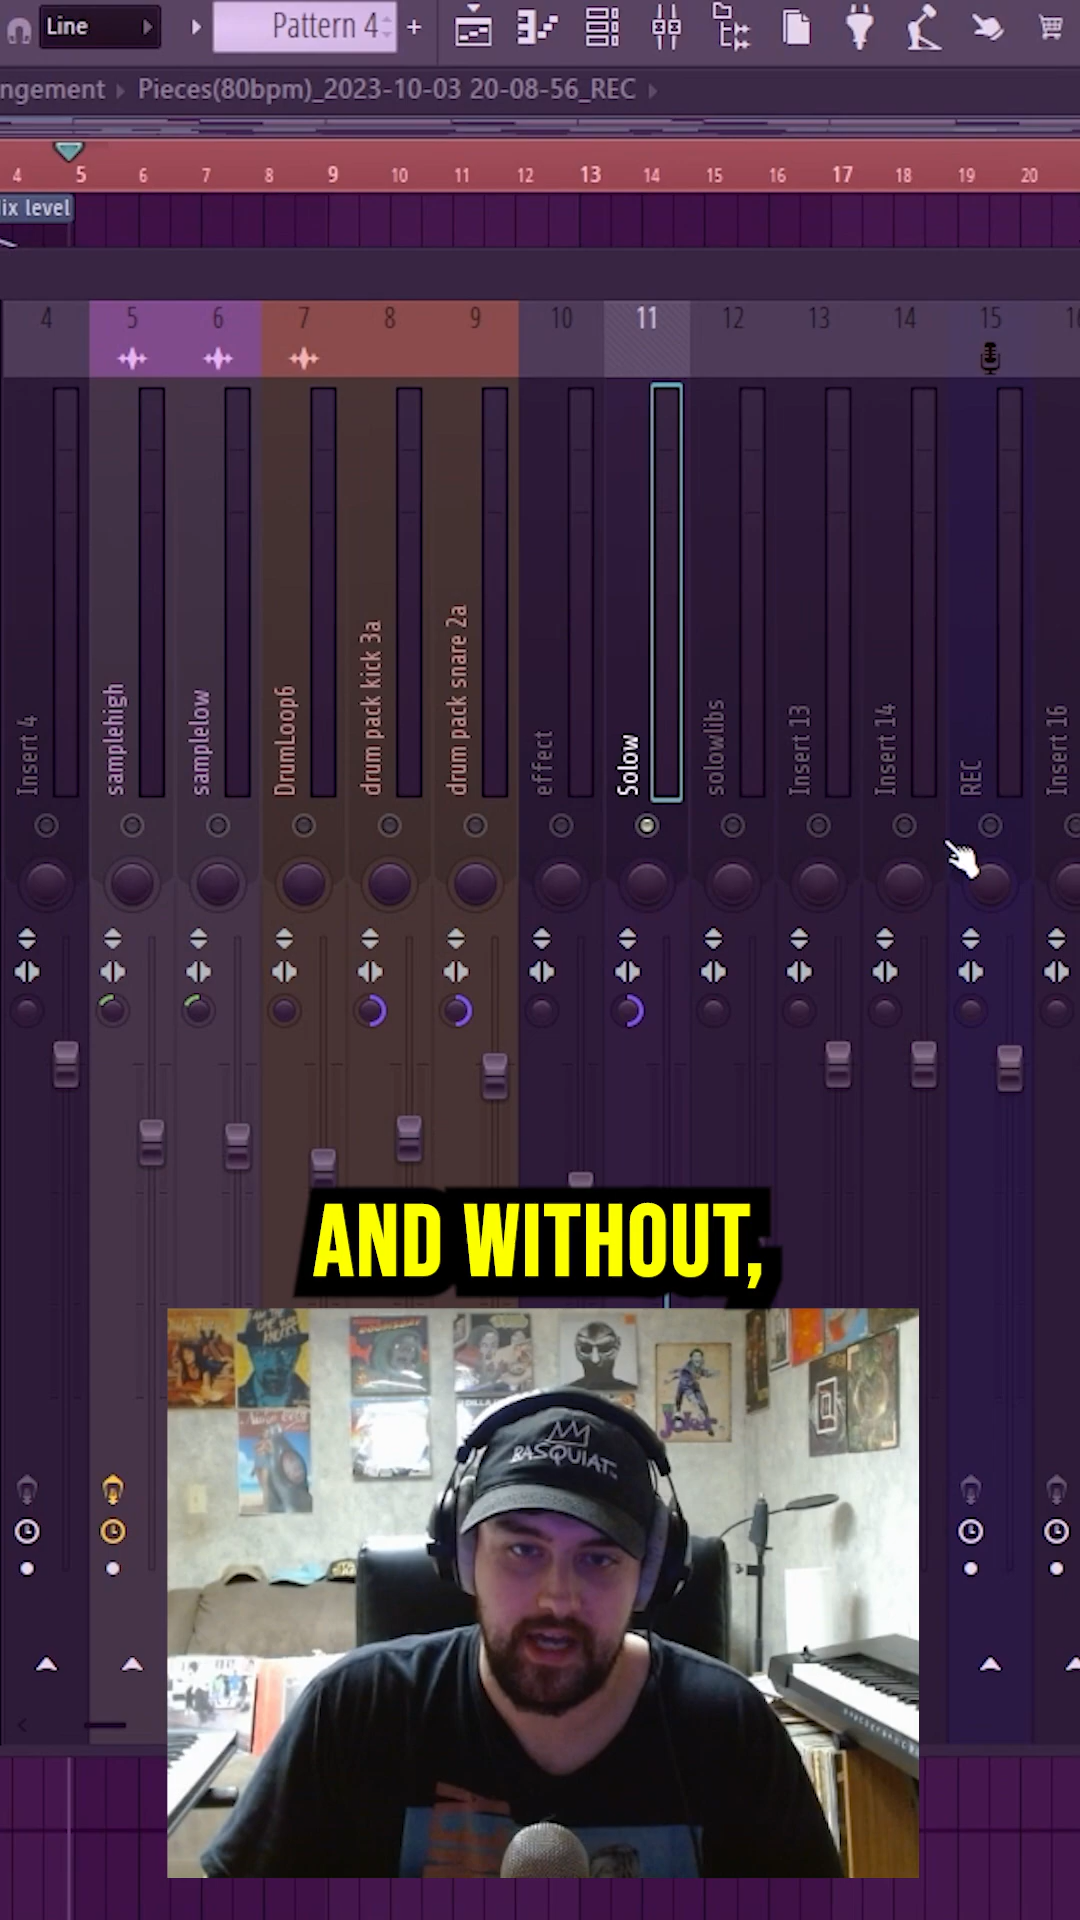 Line
Pattern 4
+
ngement
Pieces(80bpm)_2023-10-03 20-08-56_REC
4 5 6 7 8 9 10 11 12 13 14 15 16 17 18 19 20
ix level
4 5 6 7 8 9 10 11 12 13 14 15
Insert 4
samplehigh
samplelow
DrumLoop6
drum pack kick 3a
drum pack snare 2a
effect
Solow
solowlibs
Insert 13
Insert 14
REC
Insert 16
AND WITHOUT,
Joker
BASQUIAT